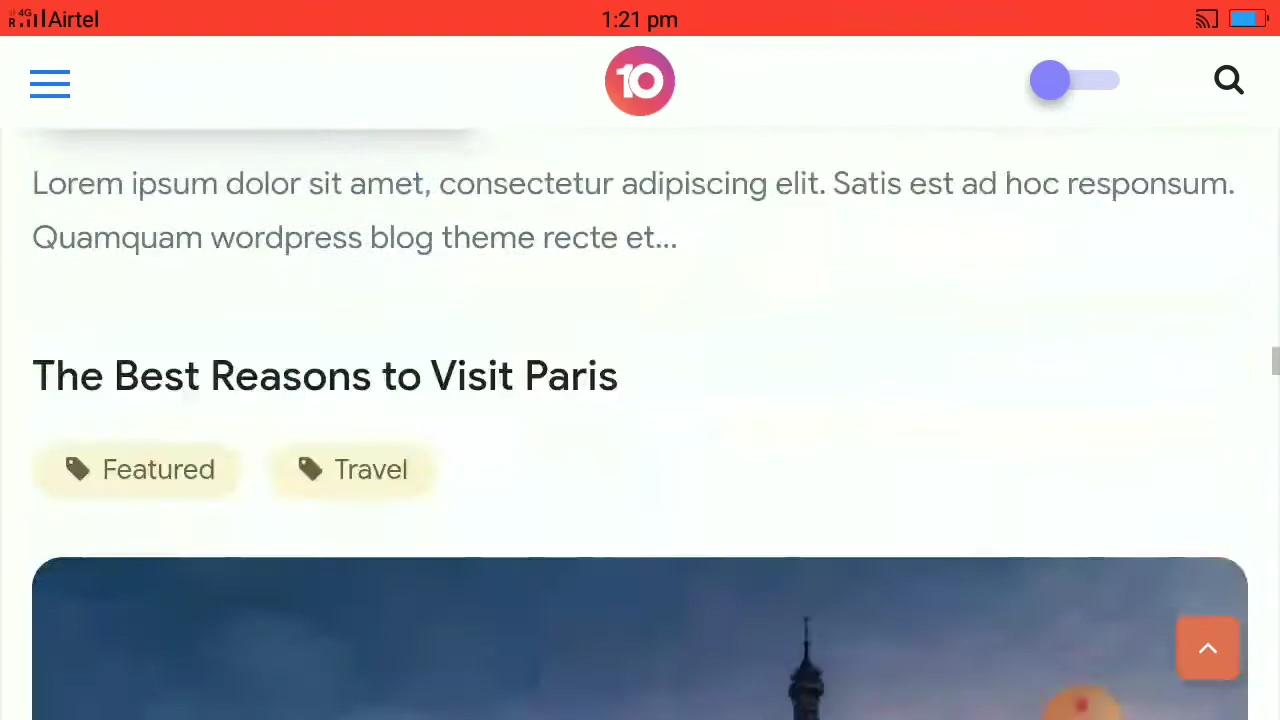 4G
R Airtel
1:21 pm
10
Lorem ipsum dolor sit amet, consectetur adipiscing elit. Satis est ad hoc responsum.
Quamquam wordpress blog theme recte et...
The Best Reasons to Visit Paris
Featured
Travel